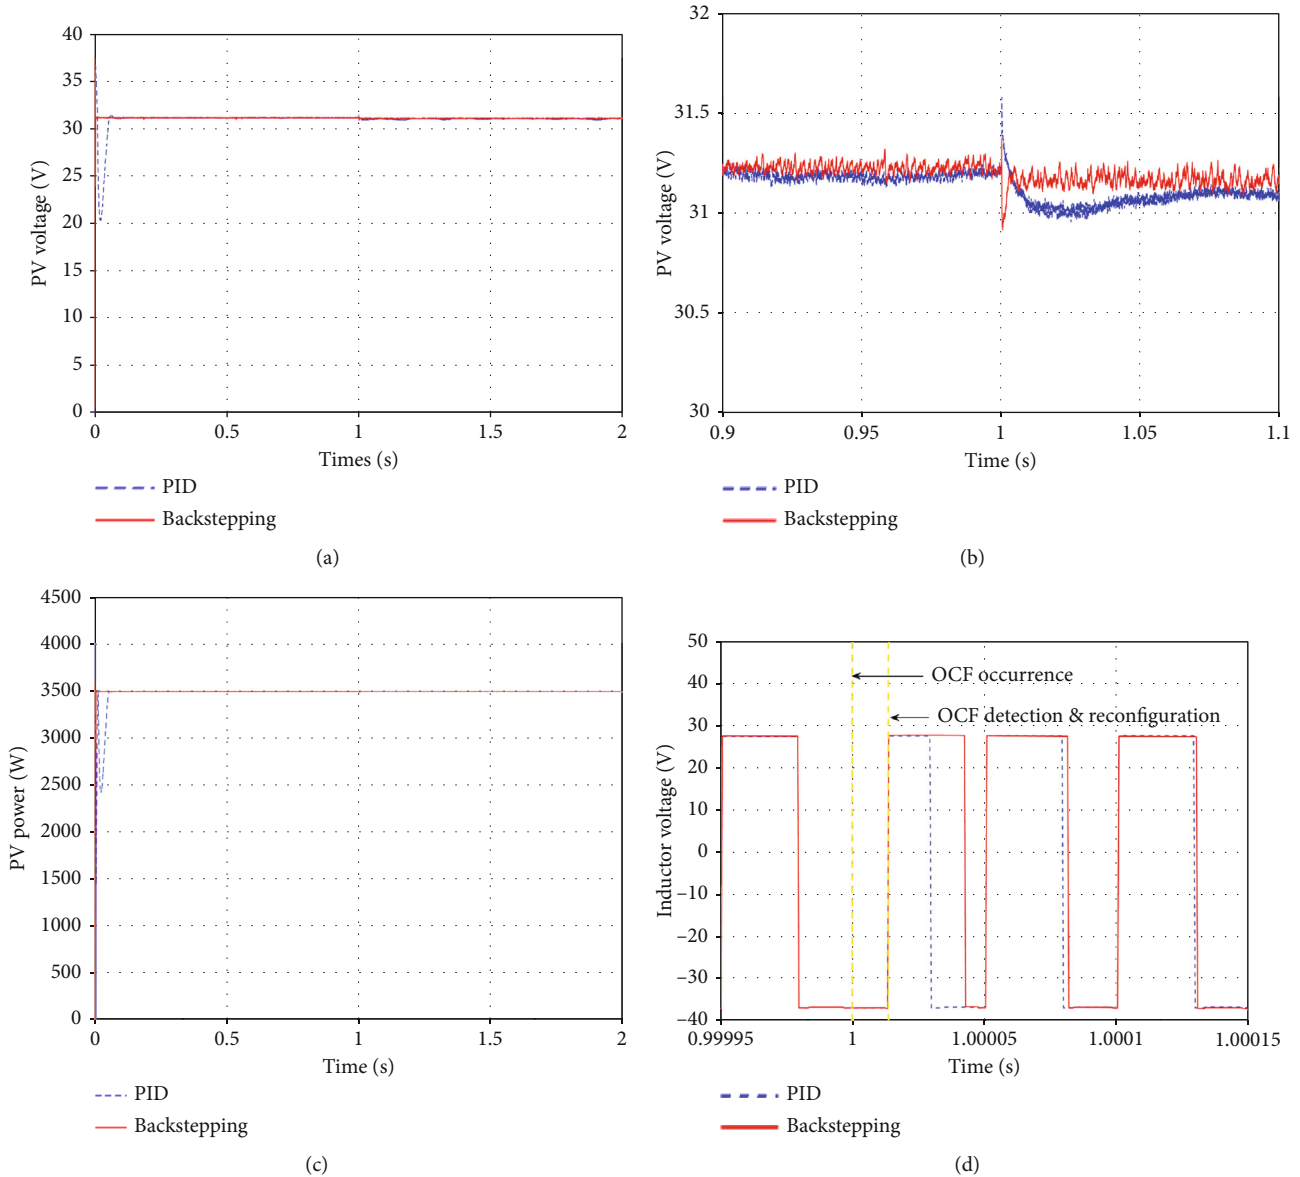 40
35
30
25
20
15
10
5
0
PV voltage (V)
0 0.5 1 1.5 2
Times (s)
PID
Backstepping
(a)
32
31.5
31
30.5
30
PV voltage (V)
0.9 0.95 1 1.05 1.1
Time (s)
PID
Backstepping
(b)
4500
4000
3500
3000
2500
2000
1500
1000
500
0
PV power (W)
0 0.5 1 1.5 2
Time (s)
PID
Backstepping
(c)
50
40
30
20
10
0
−10
−20
−30
−40
Inductor voltage (V)
OCF occurrence
OCF detection & reconfiguration
0.99995 1 1.00005 1.0001 1.00015
Time (s)
PID
Backstepping
(d)